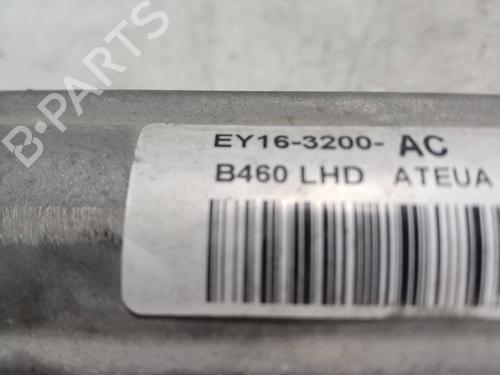 B-PARTS
EY16-3200- AC
B460 LHD ATEUA